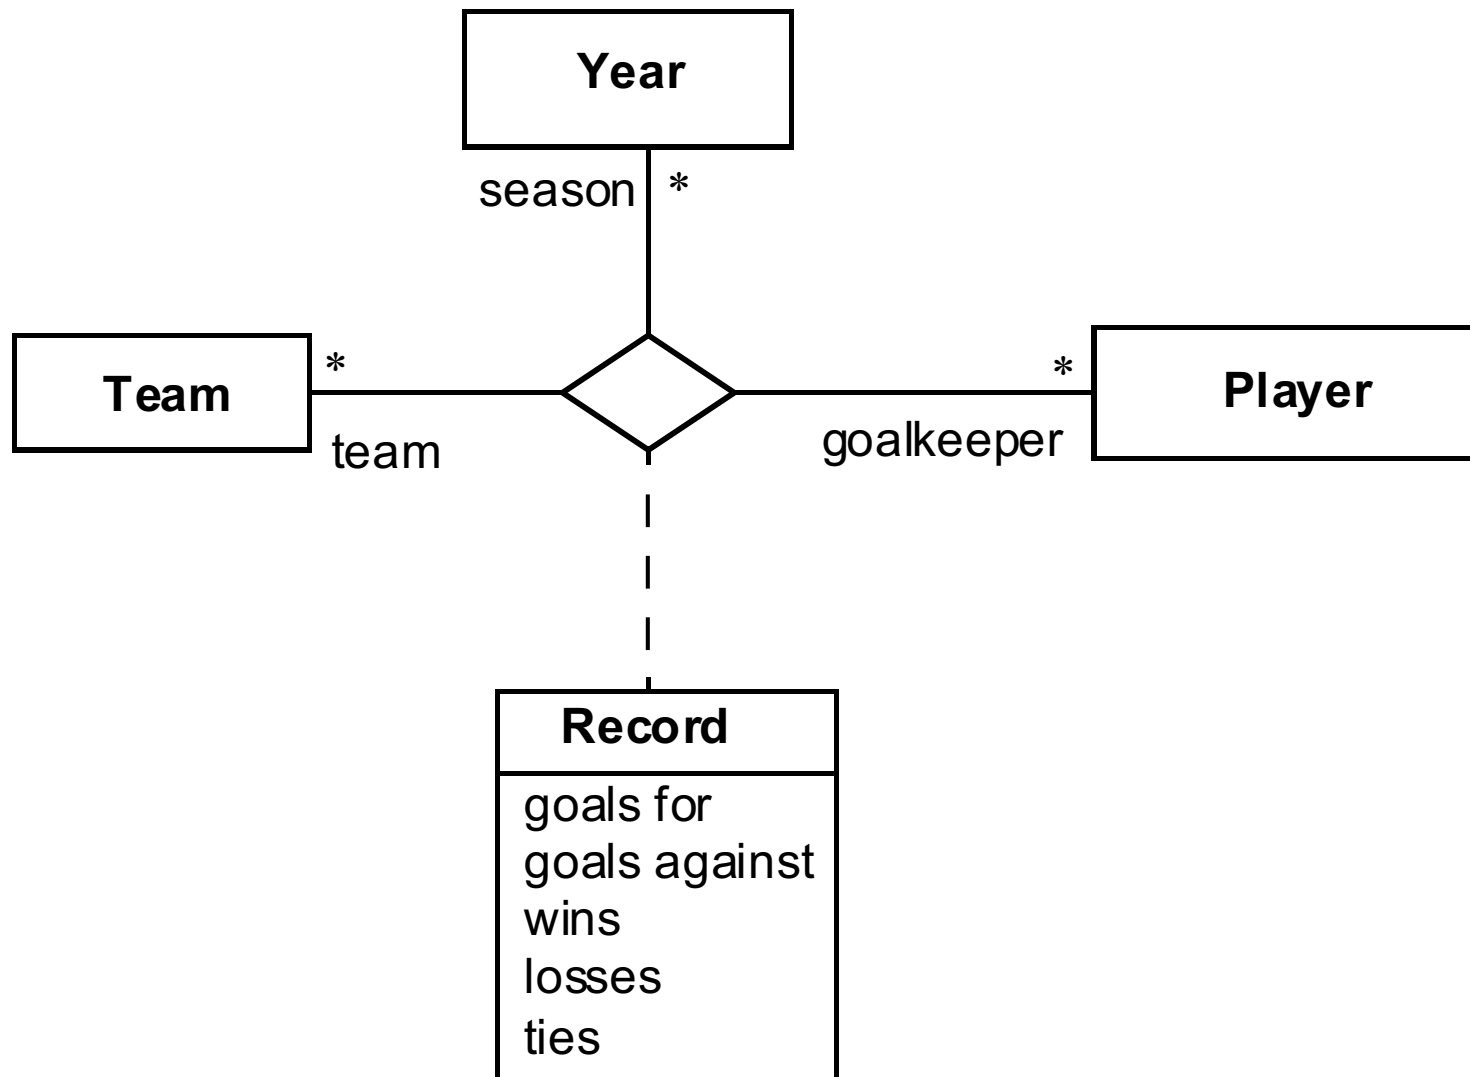 Year
season *
* *
Team Player
team goalkeeper
Record
goals for
goals against
wins
losses
ties